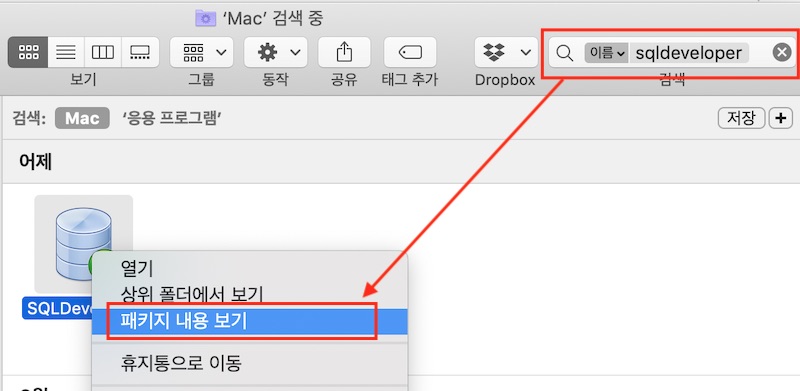 'Mac' 검색 중
이름 sqldeveloper
보기 그룹 동작 공유 태그 추가 Dropbox 검색
검색: Mac '응용 프로그램' 저장 +
어제
SQLDeve
열기
상위 폴더에서 보기
패키지 내용 보기
휴지통으로 이동